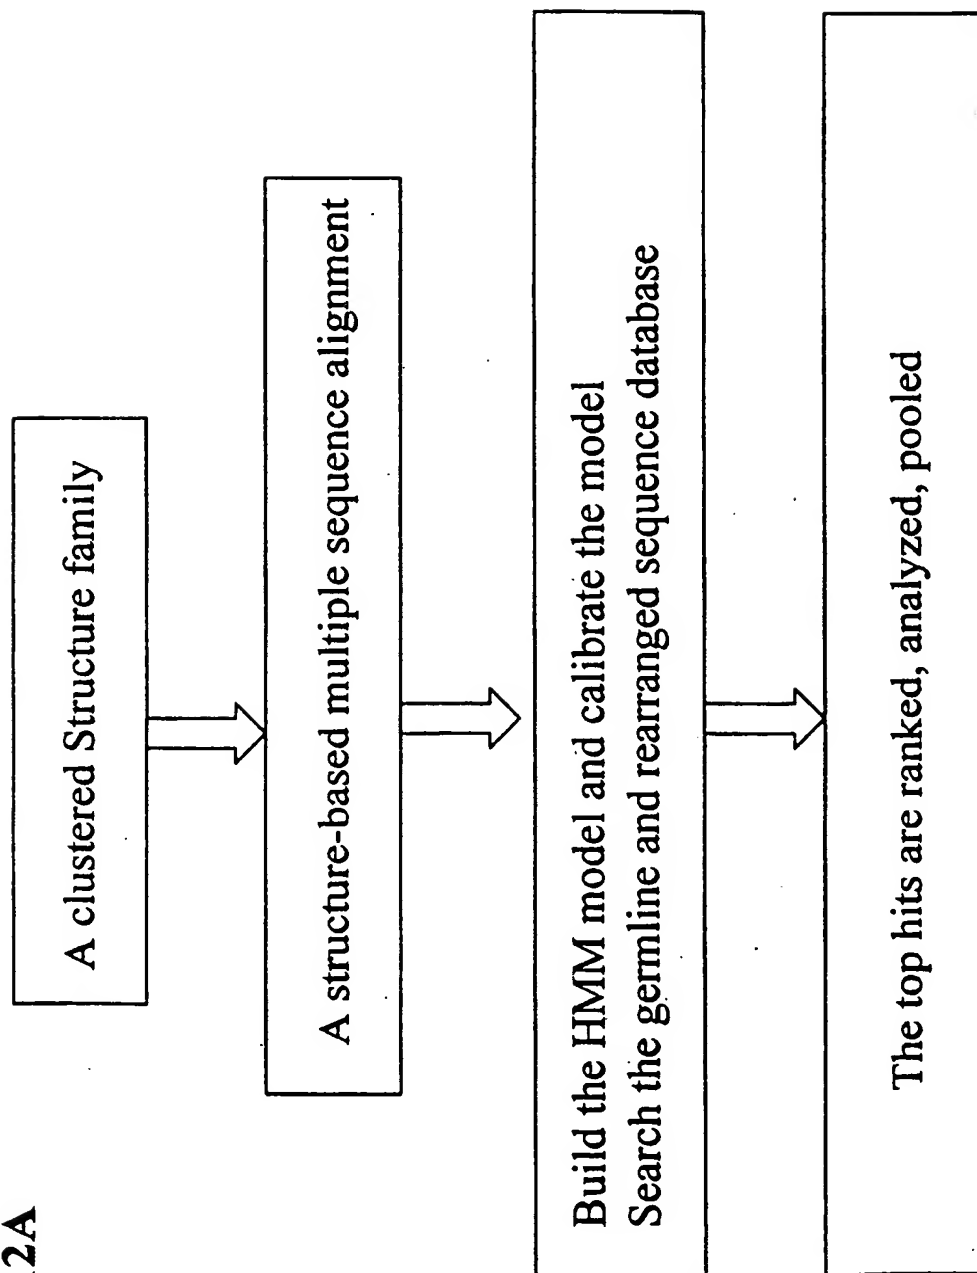 2A
A clustered Structure family
A structure-based multiple sequence alignment
Build the HMM model and calibrate the model
Search the germline and rearranged sequence database
The top hits are ranked, analyzed, pooled